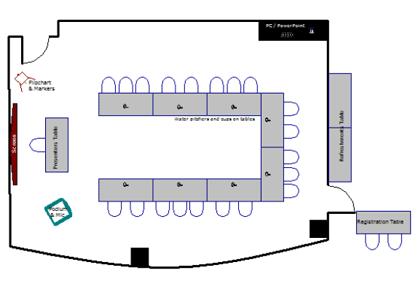 PC / PowerPoint
Flipchart
& Markers
Water pitchers and cups on tables
Screen
Presenters Table
Refreshments Table
Podium
& Mic
Registration Table